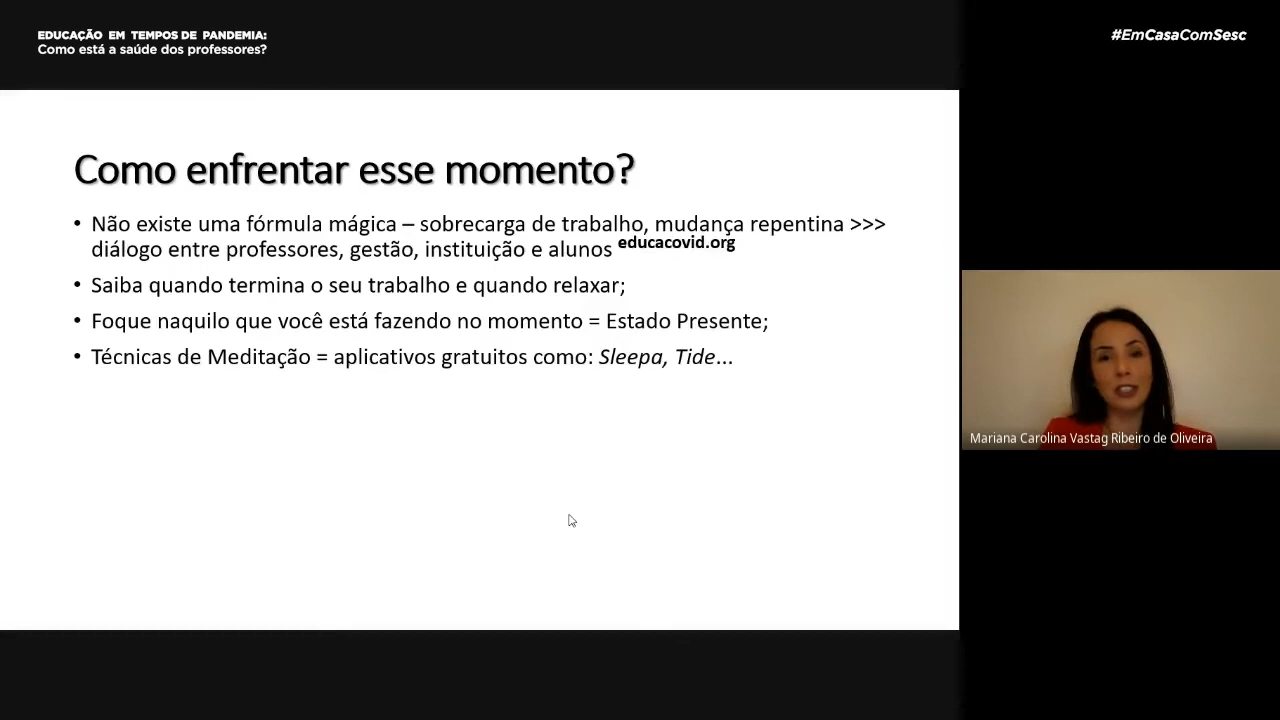 EDUCAÇÃO EM TEMPOS DE PANDEMIA:
Como está a saúde dos professores?
#EmCasaComSesc
Como enfrentar esse momento?
• Não existe uma fórmula mágica – sobrecarga de trabalho, mudança repentina >>>
diálogo entre professores, gestão, instituição e alunos educacovid.org
• Saiba quando termina o seu trabalho e quando relaxar;
• Foque naquilo que você está fazendo no momento = Estado Presente;
• Técnicas de Meditação = aplicativos gratuitos como: Sleepa, Tide...
Mariana Carolina Vastag Ribeiro de Oliveira